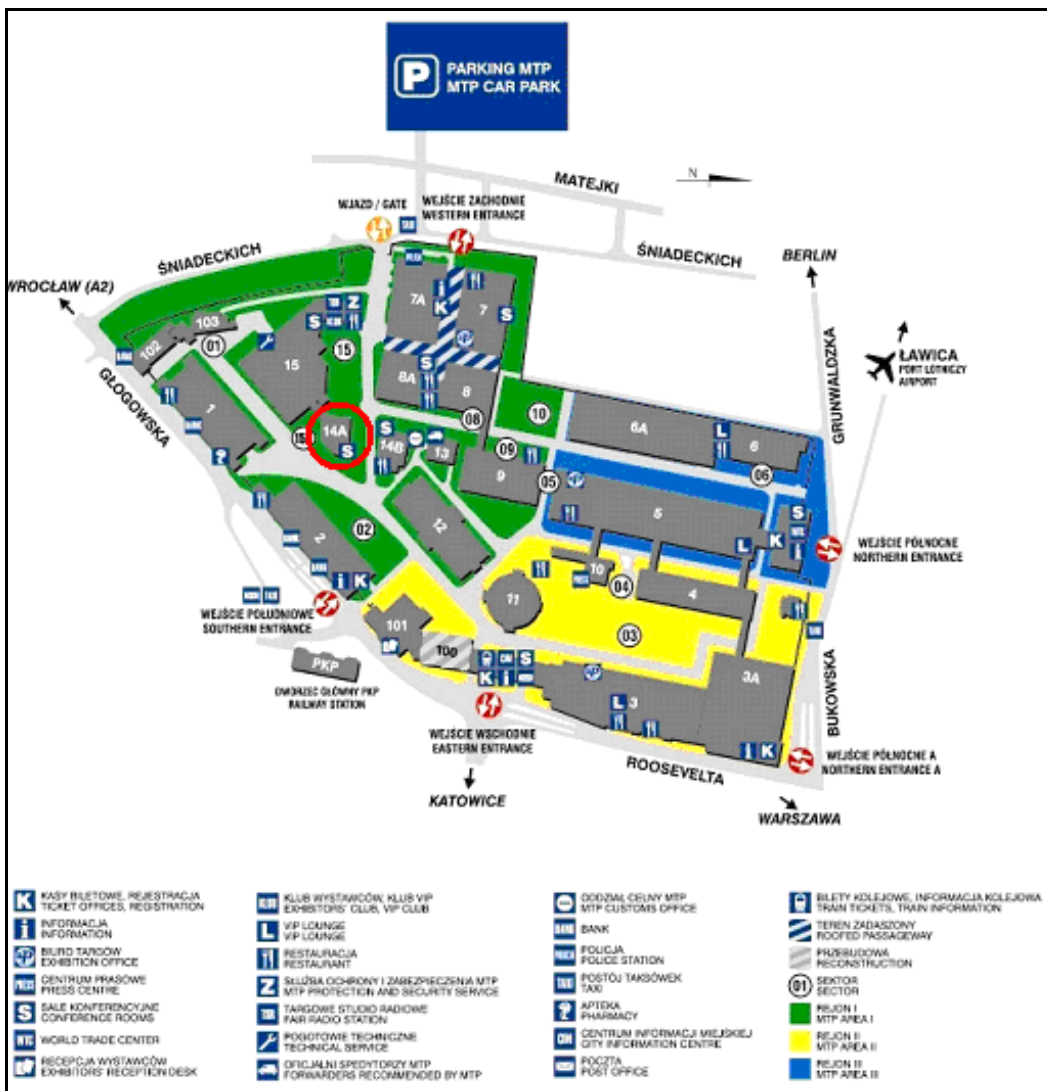 P
PARKING MTP
MTP CAR PARK
MATEJKI
N
WJAZD / GATE
TAXI
WEJŚCIE ZACHODNIE
WESTERN ENTRANCE
ŚNIADECKICH
ŚNIADECKICH
BERLIN
WROCŁAW (A2)
GŁOGOWSKA
GRUNWALDZKA
ŁAWICA
PORT LOTNICZY
AIRPORT
7A
7
i
K
S
103
102
01
15
15
S
Z
1
14A
S
8A
S
8
08
10
6A
L
6
06
S
14B
13
09
9
05
5
L
K
S
i
2
02
12
i
K
10
04
4
11
03
WEJŚCIE PÓŁNOCNE
NORTHERN ENTRANCE
WEJŚCIE POŁUDNIOWE
SOUTHERN ENTRANCE
101
100
S
K
i
PKP
DWORZEC GŁÓWNY PKP
RAILWAY STATION
L
3
3A
i
K
BUKOWSKA
WEJŚCIE WSCHODNIE
EASTERN ENTRANCE
ROOSEVELTA
WEJŚCIE PÓŁNOCNE A
NORTHERN ENTRANCE A
KATOWICE
WARSZAWA
K
KASY BILETOWE, REJESTRACJA
TICKET OFFICES, REGISTRATION
i
INFORMACJA
INFORMATION
BIURO TARGÓW
EXHIBITION OFFICE
PRESS
CENTRUM PRASOWE
PRESS CENTRE
S
SALE KONFERENCYJNE
CONFERENCE ROOMS
WTC
WORLD TRADE CENTER
RECEPCJA WYSTAWCÓW
EXHIBITORS' RECEPTION DESK
KLUB
KLUB WYSTAWCÓW, KLUB VIP
EXHIBITORS' CLUB, VIP CLUB
L
VIP LOUNGE
VIP LOUNGE
RESTAURACJA
RESTAURANT
Z
SŁUŻBA OCHRONY I ZABEZPIECZENIA MTP
MTP PROTECTION AND SECURITY SERVICE
TSR
TARGOWE STUDIO RADIOWE
FAIR RADIO STATION
POGOTOWIE TECHNICZNE
TECHNICAL SERVICE
OFICJALNI SPEDYTORZY MTP
FORWARDERS RECOMMENDED BY MTP
ODDZIAŁ CELNY MTP
MTP CUSTOMS OFFICE
BANK
BANK
POLICJA
POLICE STATION
TAXI
POSTÓJ TAKSÓWEK
TAXI
APTEKA
PHARMACY
CIM
CENTRUM INFORMACJI MIEJSKIEJ
CITY INFORMATION CENTRE
POCZTA
POST OFFICE
BILETY KOLEJOWE, INFORMACJA KOLEJOWA
TRAIN TICKETS, TRAIN INFORMATION
TEREN ZADASZONY
ROOFED PASSAGEWAY
PRZEBUDOWA
RECONSTRUCTION
01
SEKTOR
SECTOR
REJON I
MTP AREA I
REJON II
MTP AREA II
REJON III
MTP AREA III